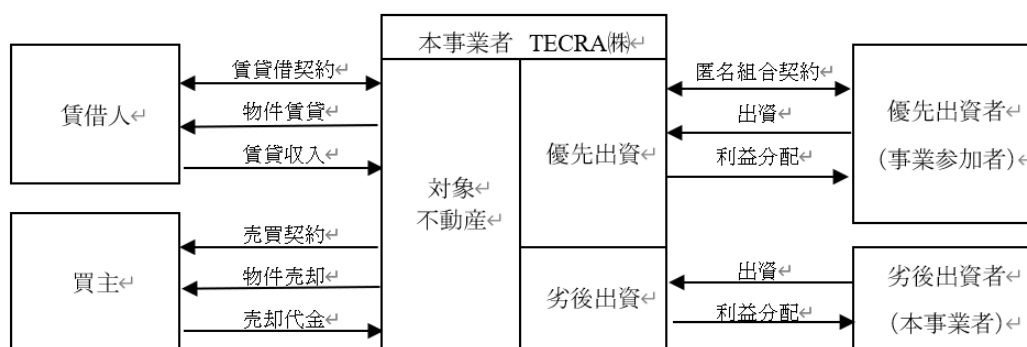 本事業者 TECRA㈱
賃借人
賃貸借契約
物件賃貸
賃貸収入
買主
売買契約
物件売却
売却代金
対象
不動産
優先出資
劣後出資
匿名組合契約
出資
利益分配
優先出資者
(事業参加者)
出資
利益分配
劣後出資者
(本事業者)